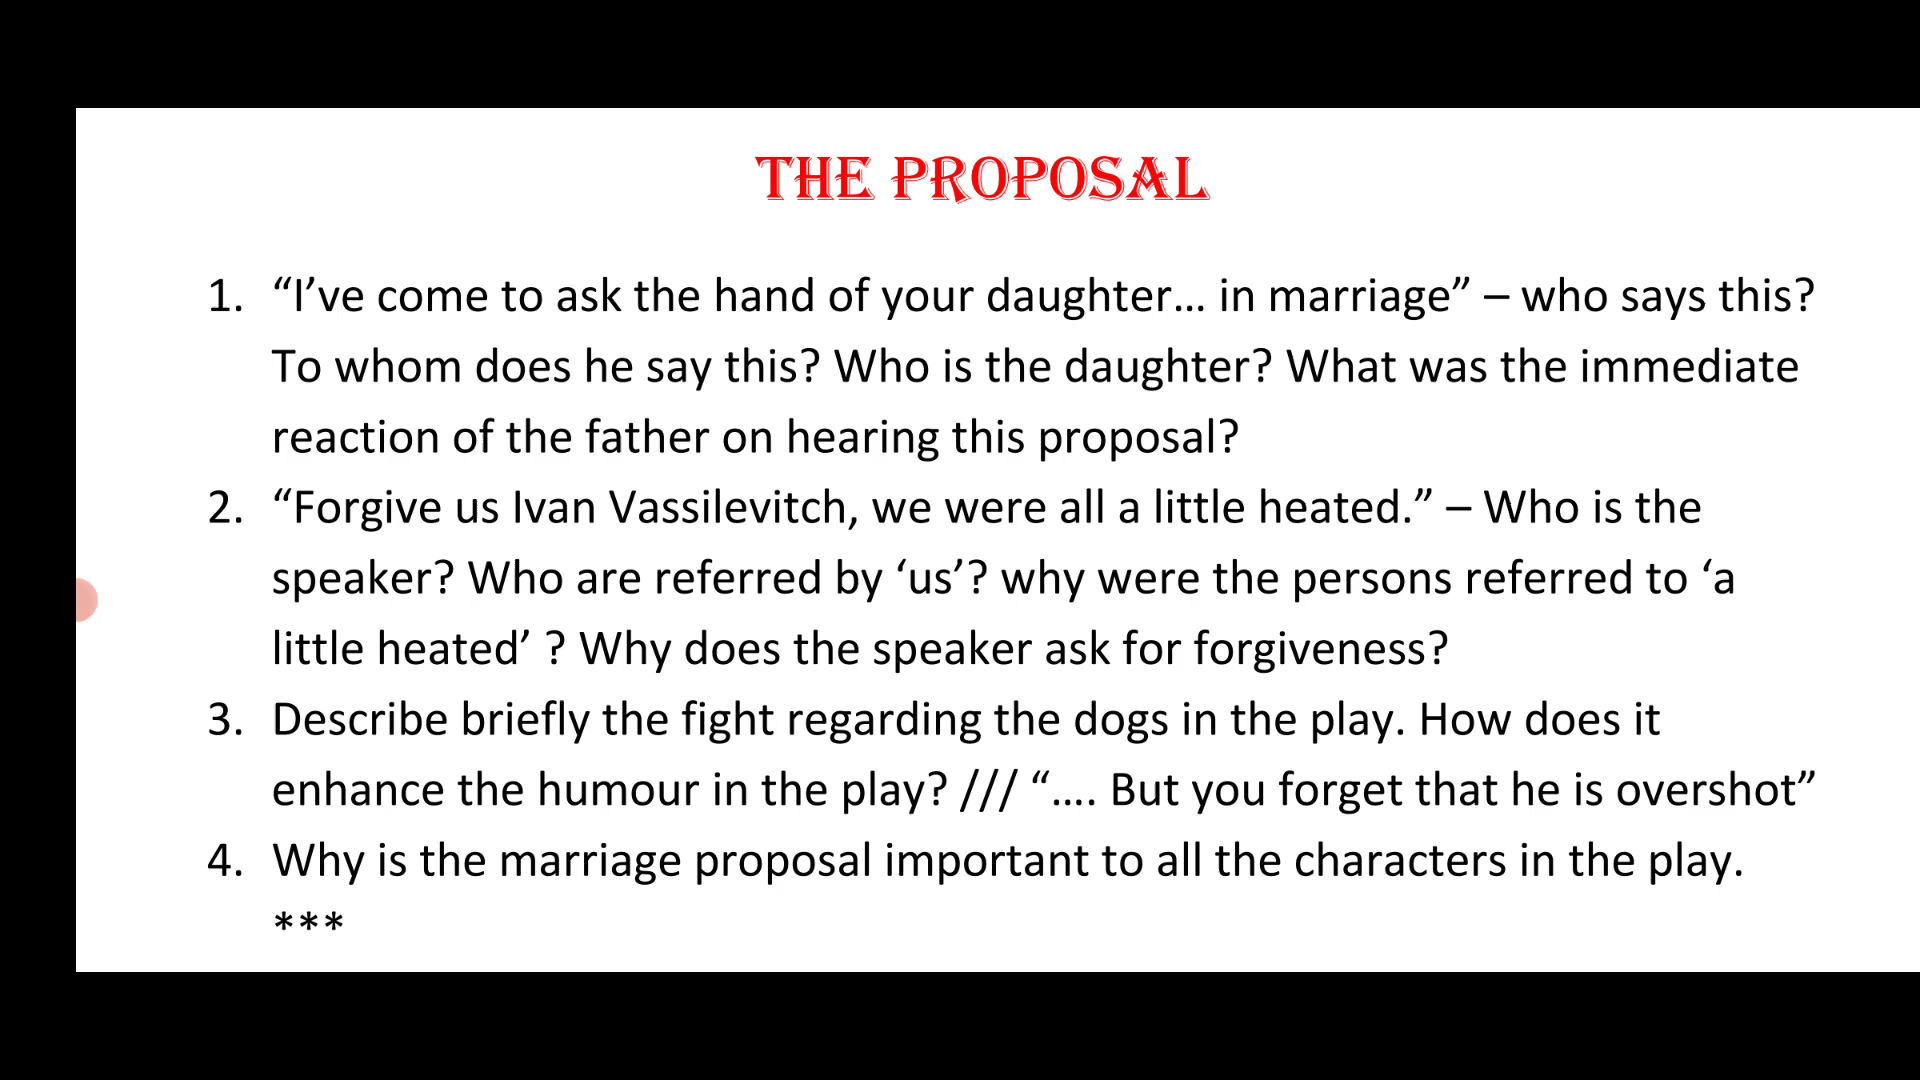 THE PROPOSAL
1. “I’ve come to ask the hand of your daughter... in marriage” – who says this?
To whom does he say this? Who is the daughter? What was the immediate
reaction of the father on hearing this proposal?
2. “Forgive us Ivan Vassilevitch, we were all a little heated.” – Who is the
speaker? Who are referred by ‘us’? why were the persons referred to ‘a
little heated’ ? Why does the speaker ask for forgiveness?
3. Describe briefly the fight regarding the dogs in the play. How does it
enhance the humour in the play? /// “.... But you forget that he is overshot”
4. Why is the marriage proposal important to all the characters in the play.
***